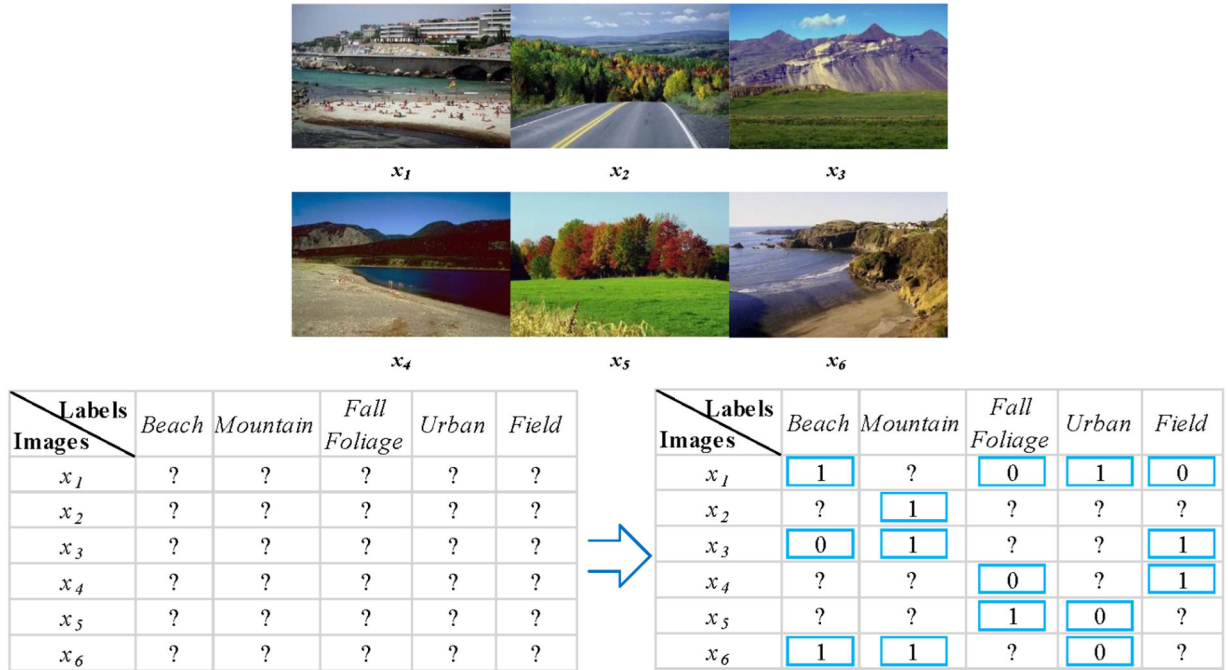 x1 x2 x3
x4 x5 x6
Labels
Images
Beach Mountain Fall Foliage Urban Field
x1 ? ? ? ? ?
x2 ? ? ? ? ?
x3 ? ? ? ? ?
x4 ? ? ? ? ?
x5 ? ? ? ? ?
x6 ? ? ? ? ?
Labels
Images
Beach Mountain Fall Foliage Urban Field
x1 1 ? 0 1 0
x2 ? 1 ? ? ?
x3 0 1 ? ? 1
x4 ? ? 0 ? 1
x5 ? ? 1 0 ?
x6 1 1 ? 0 ?